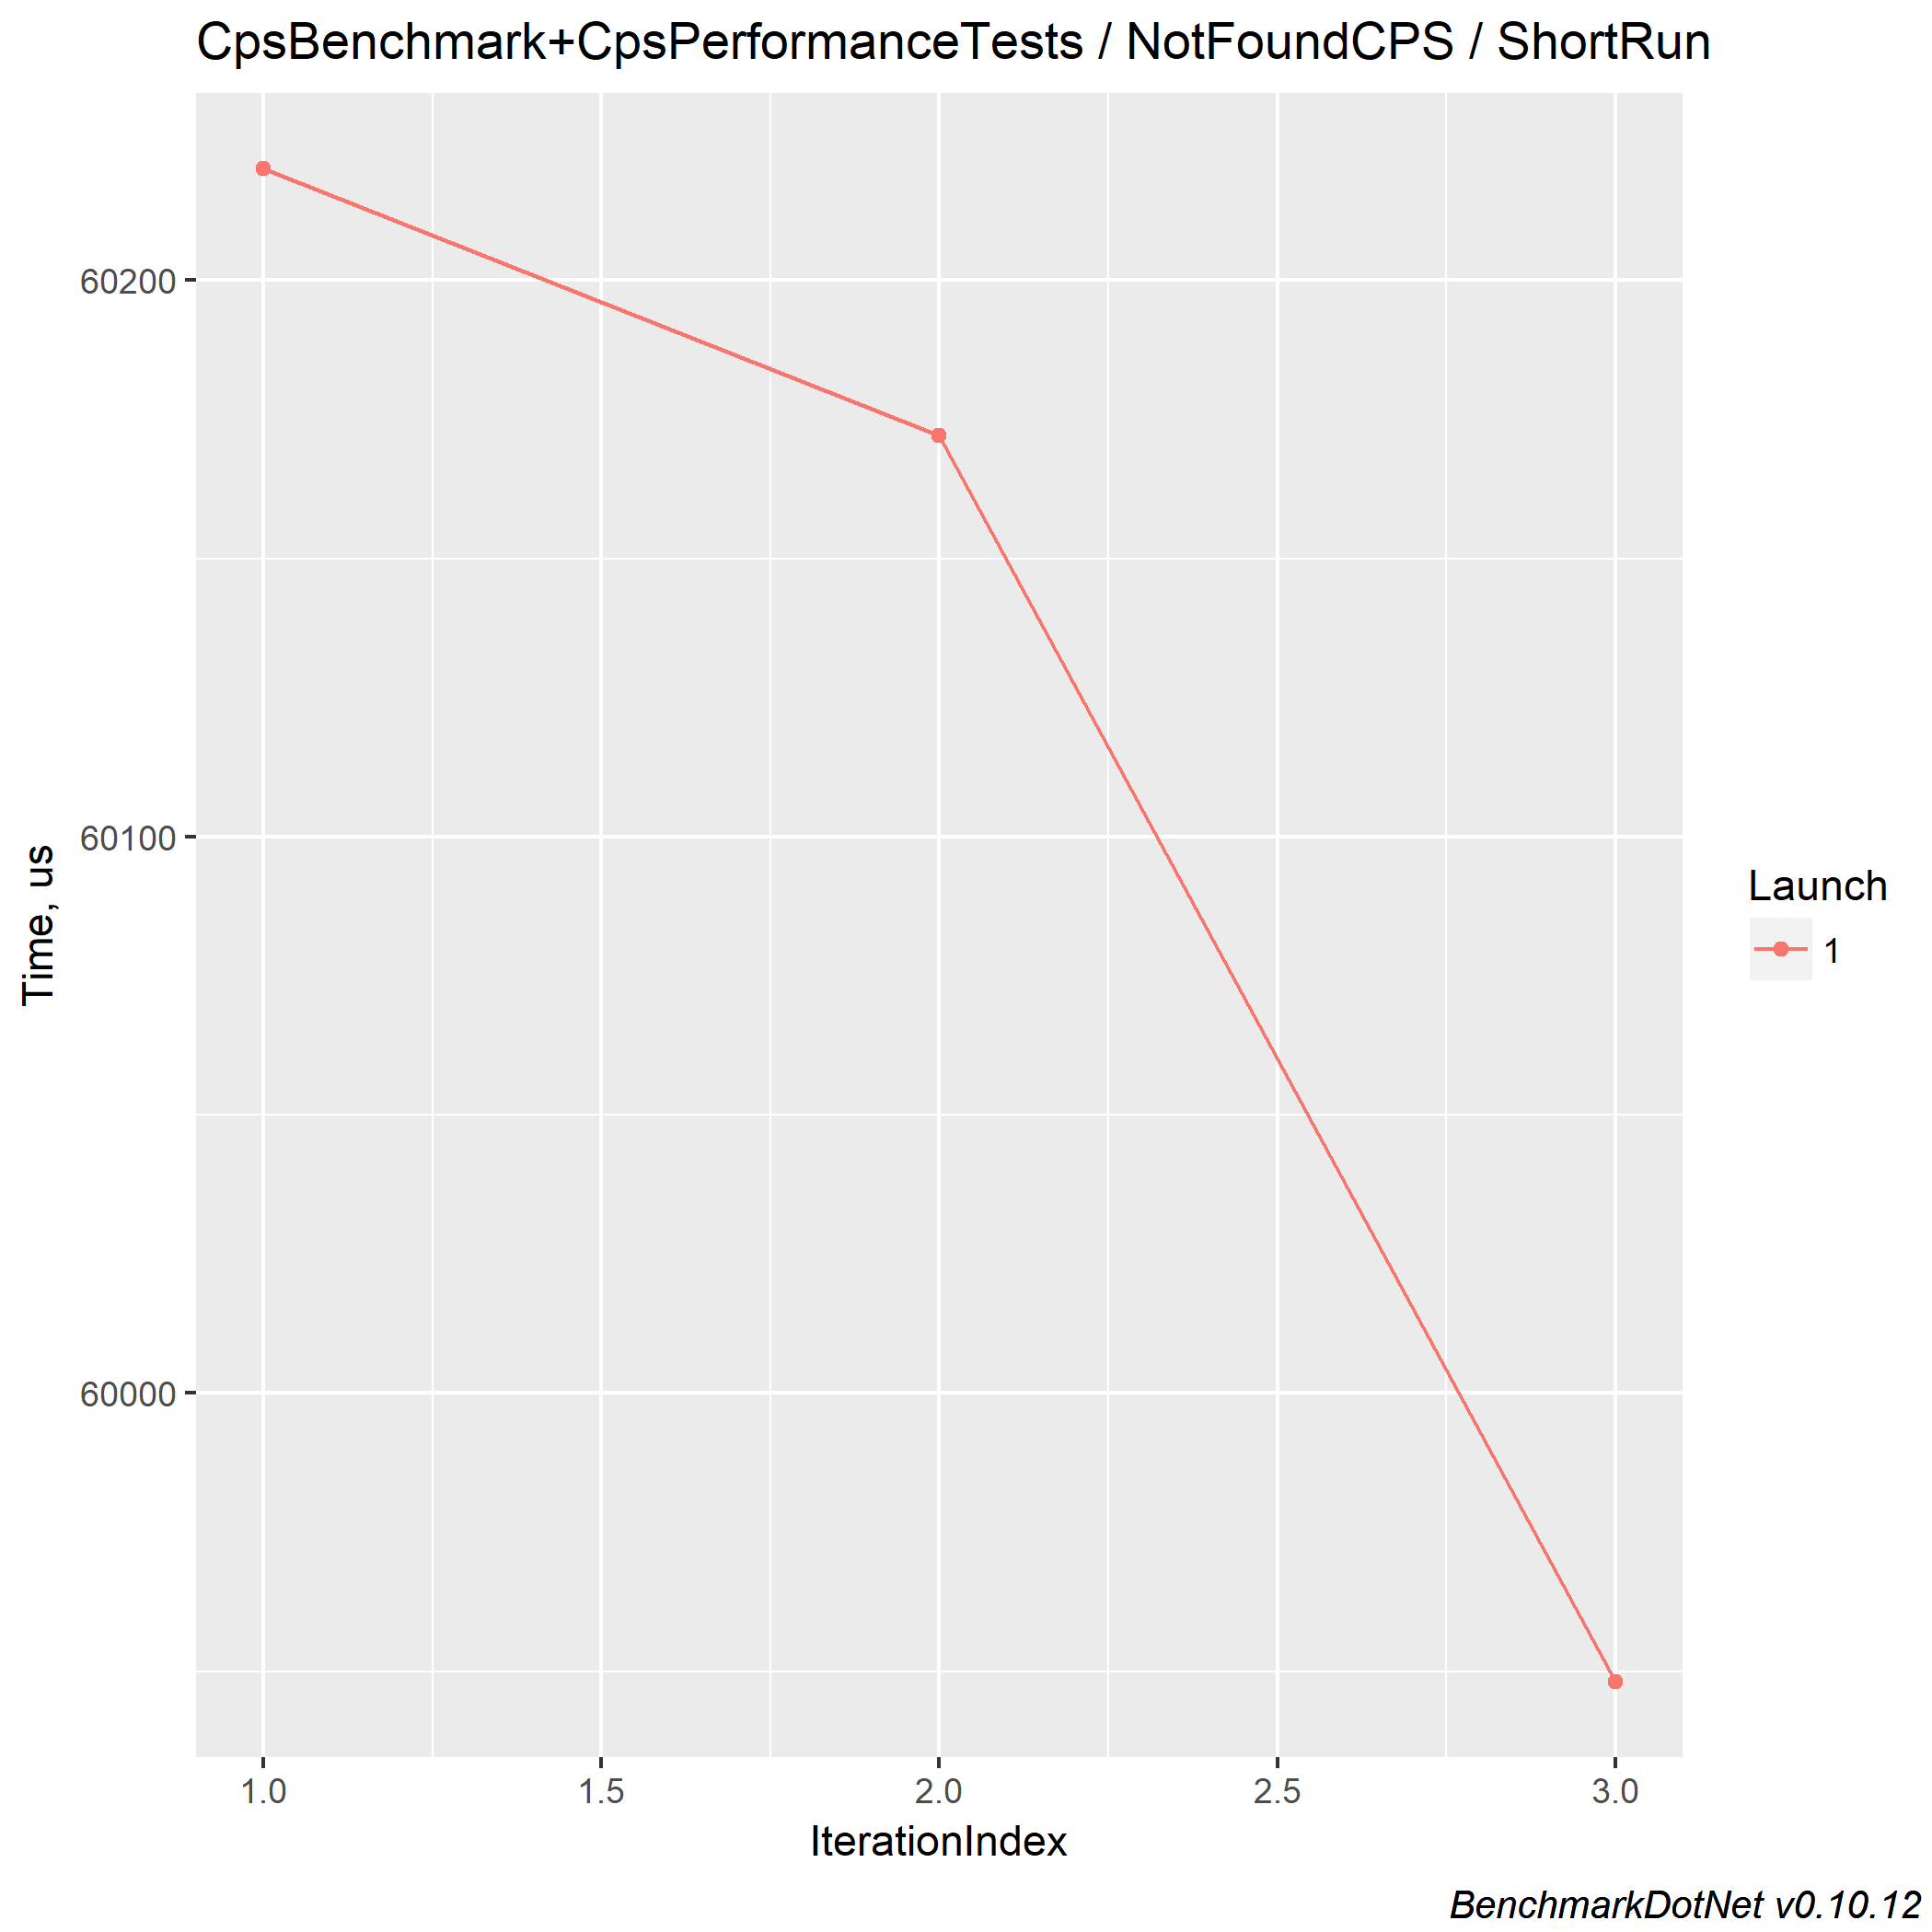 CpsBenchmark+CpsPerformanceTests / NotFoundCPS / ShortRun
60200
60100
60000
Time, us
1.0 1.5 2.0 2.5 3.0
IterationIndex
Launch
1
BenchmarkDotNet v0.10.12